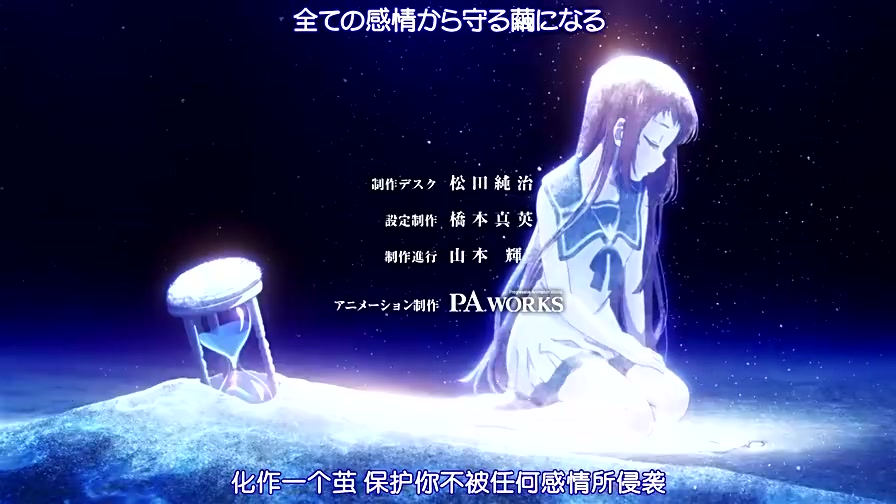 全ての感情から守る繭になる
制作デスク 松田純治
設定制作 橋本真英
制作進行 山本 輝
アニメーション制作 P.A.WORKS
化作一个茧 保护你不被任何感情所侵袭